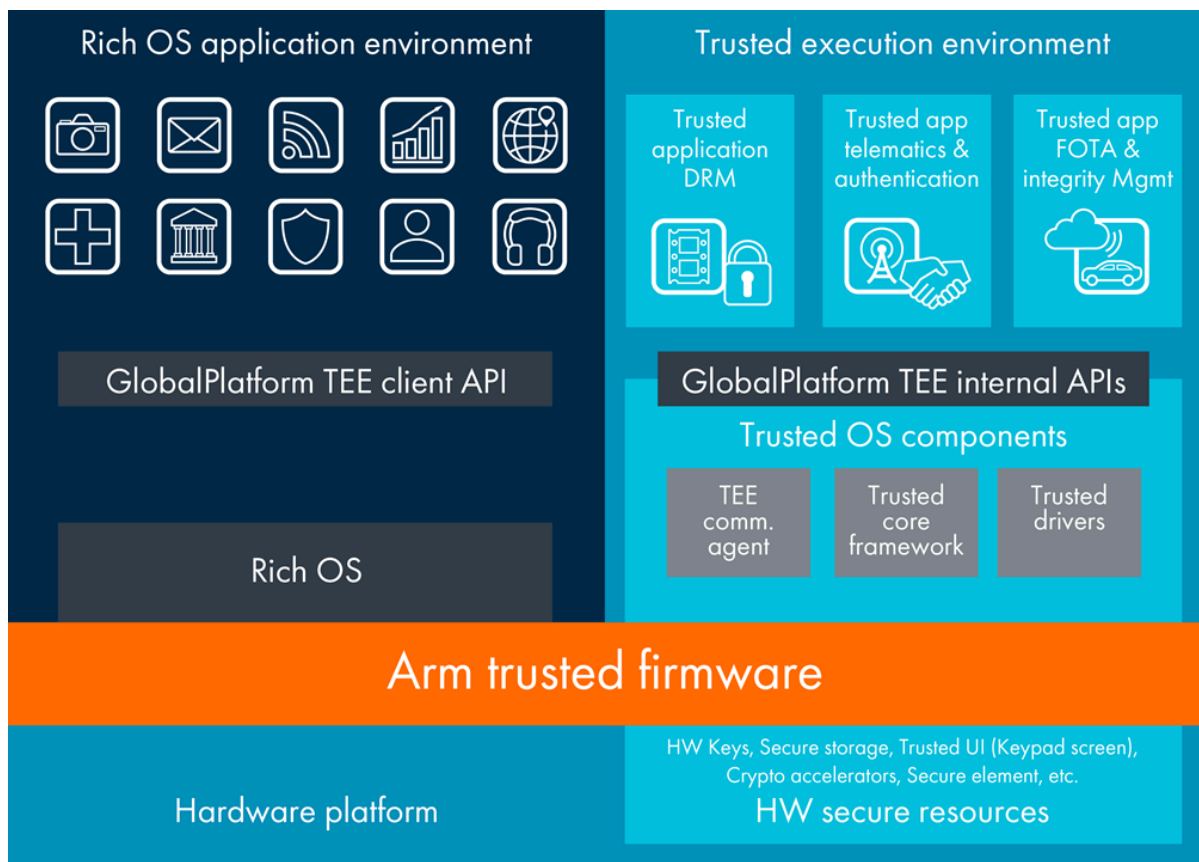 Rich OS application environment
Trusted execution environment
Trusted
application
DRM
Trusted app
telematics &
authentication
Trusted app
FOTA &
integrity Mgmt
GlobalPlatform TEE client API
GlobalPlatform TEE internal APIs
Trusted OS components
TEE
comm.
agent
Trusted
core
framework
Trusted
drivers
Rich OS
Arm trusted firmware
Hardware platform
HW Keys, Secure storage, Trusted UI (Keypad screen),
Crypto accelerators, Secure element, etc.
HW secure resources